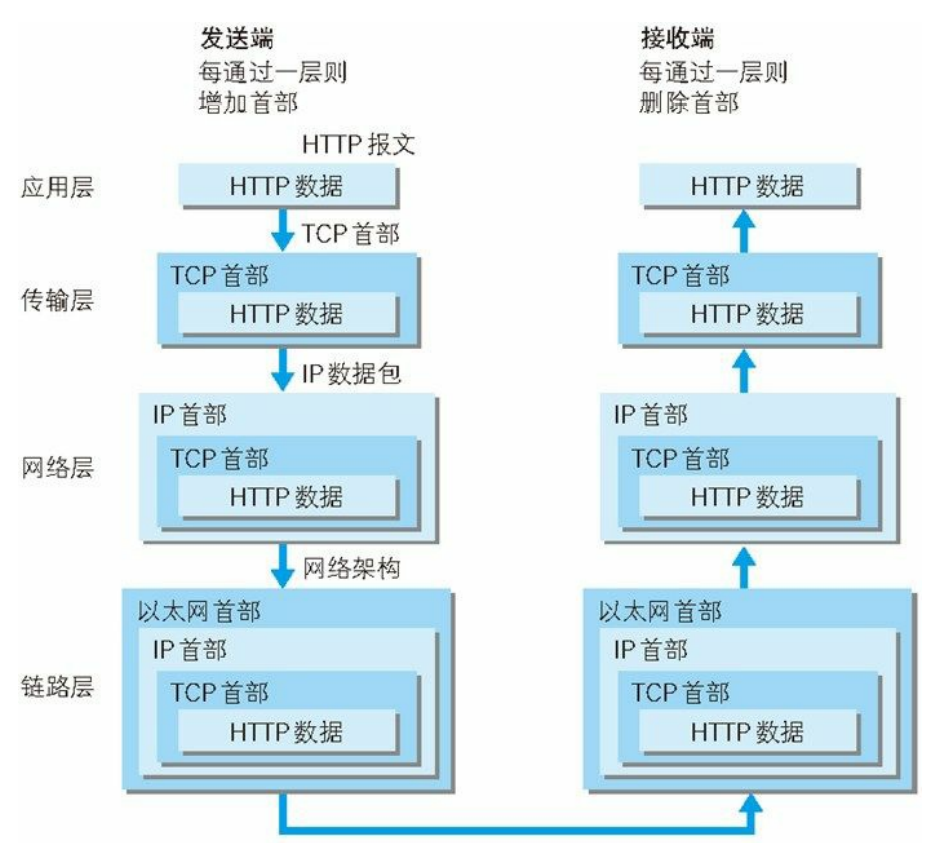 发送端
每通过一层则
增加首部
接收端
每通过一层则
删除首部
HTTP 报文
应用层
HTTP 数据
HTTP 数据
TCP 首部
传输层
TCP 首部
HTTP 数据
TCP 首部
HTTP 数据
IP 数据包
网络层
IP 首部
TCP 首部
HTTP 数据
IP 首部
TCP 首部
HTTP 数据
网络架构
链路层
以太网首部
IP 首部
TCP 首部
HTTP 数据
以太网首部
IP 首部
TCP 首部
HTTP 数据